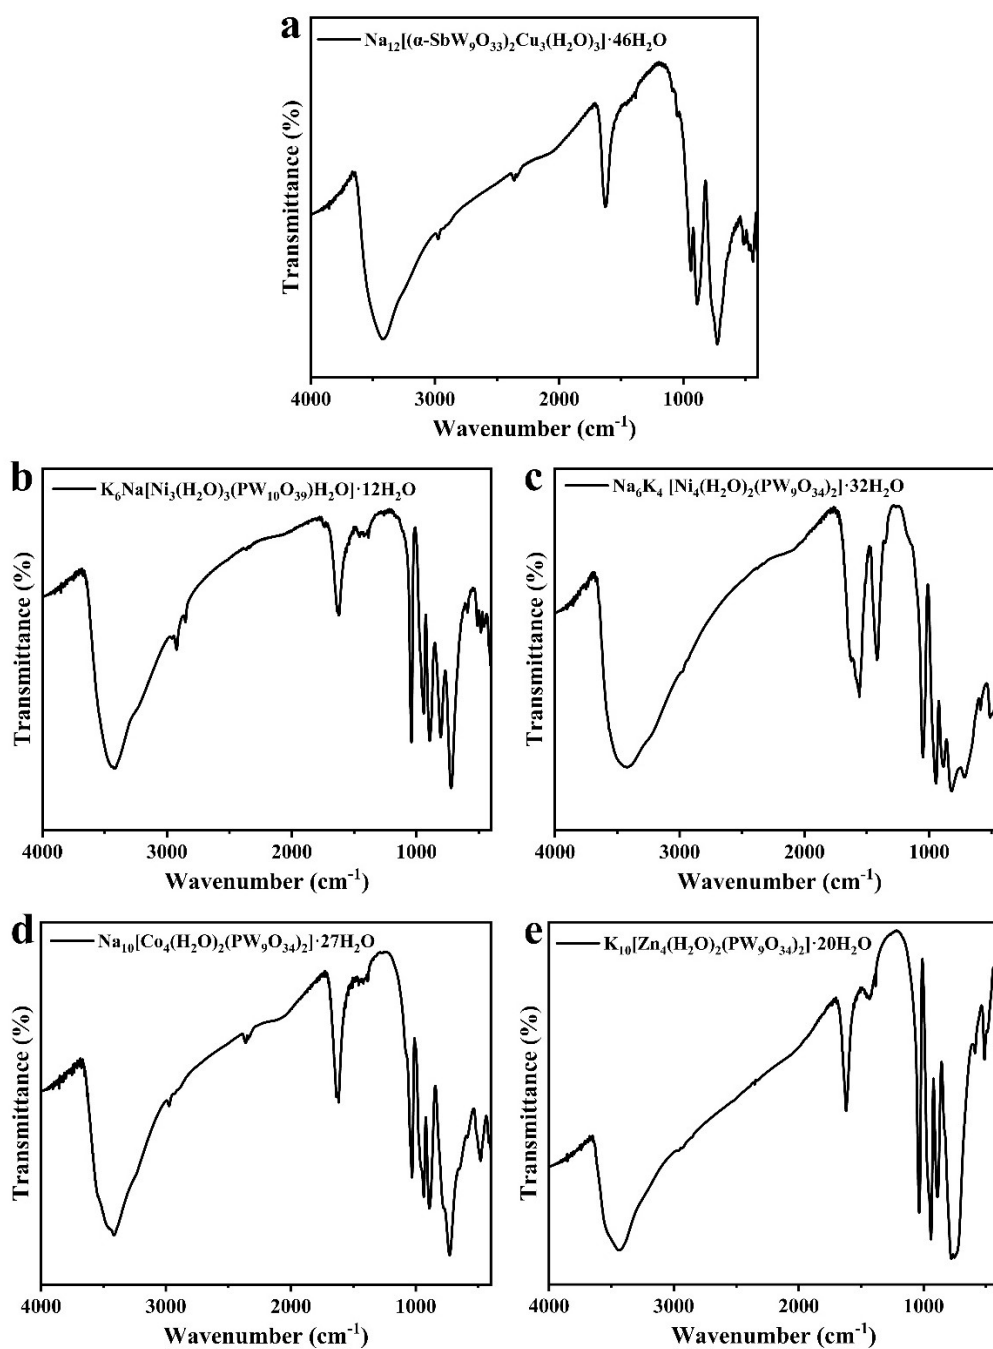 a
Na₁₂[(α-SbW₉O₃₃)₂Cu₃(H₂O)₃]·46H₂O
Transmittance (%)
4000 3000 2000 1000
Wavenumber (cm⁻¹)
b
K₆Na[Ni₃(H₂O)₃(PW₁₀O₃₉)H₂O]·12H₂O
Transmittance (%)
4000 3000 2000 1000
Wavenumber (cm⁻¹)
c
Na₆K₄ [Ni₄(H₂O)₂(PW₉O₃₄)₂]·32H₂O
Transmittance (%)
4000 3000 2000 1000
Wavenumber (cm⁻¹)
d
Na₁₀[Co₄(H₂O)₂(PW₉O₃₄)₂]·27H₂O
Transmittance (%)
4000 3000 2000 1000
Wavenumber (cm⁻¹)
e
K₁₀[Zn₄(H₂O)₂(PW₉O₃₄)₂]·20H₂O
Transmittance (%)
4000 3000 2000 1000
Wavenumber (cm⁻¹)